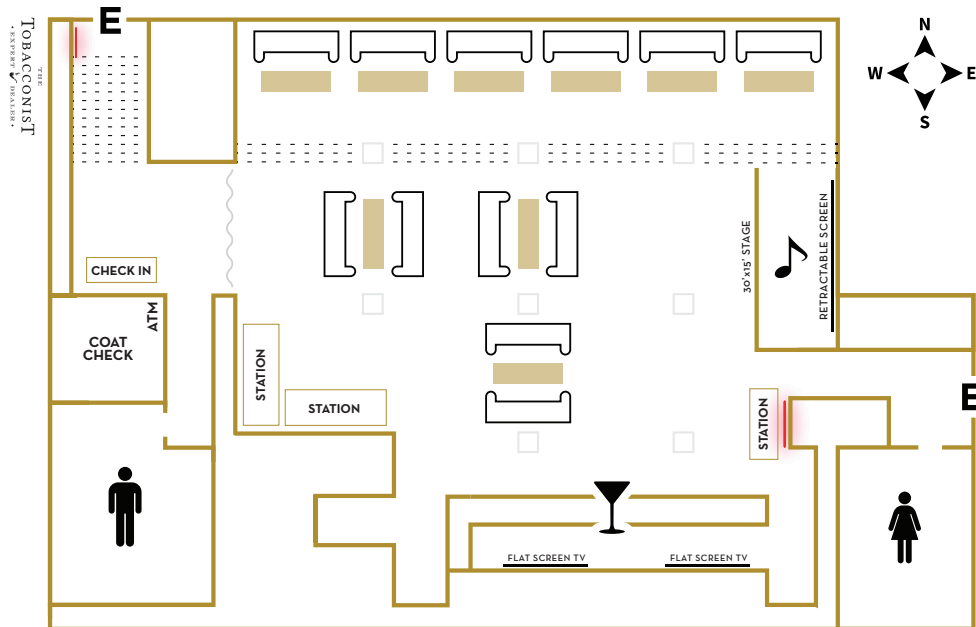 THE
TOBACCONIST
• EXPERT DEALER •
E
N
W
E
S
CHECK IN
ATM
COAT
CHECK
STATION
STATION
30'x15' STAGE
RETRACTABLE SCREEN
STATION
E
FLAT SCREEN TV
FLAT SCREEN TV